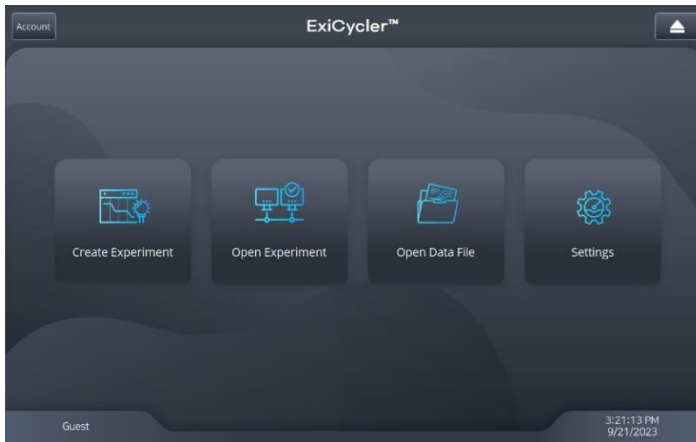 Account
ExiCycler™
Create Experiment
Open Experiment
Open Data File
Settings
Guest
3:21:13 PM
9/21/2023